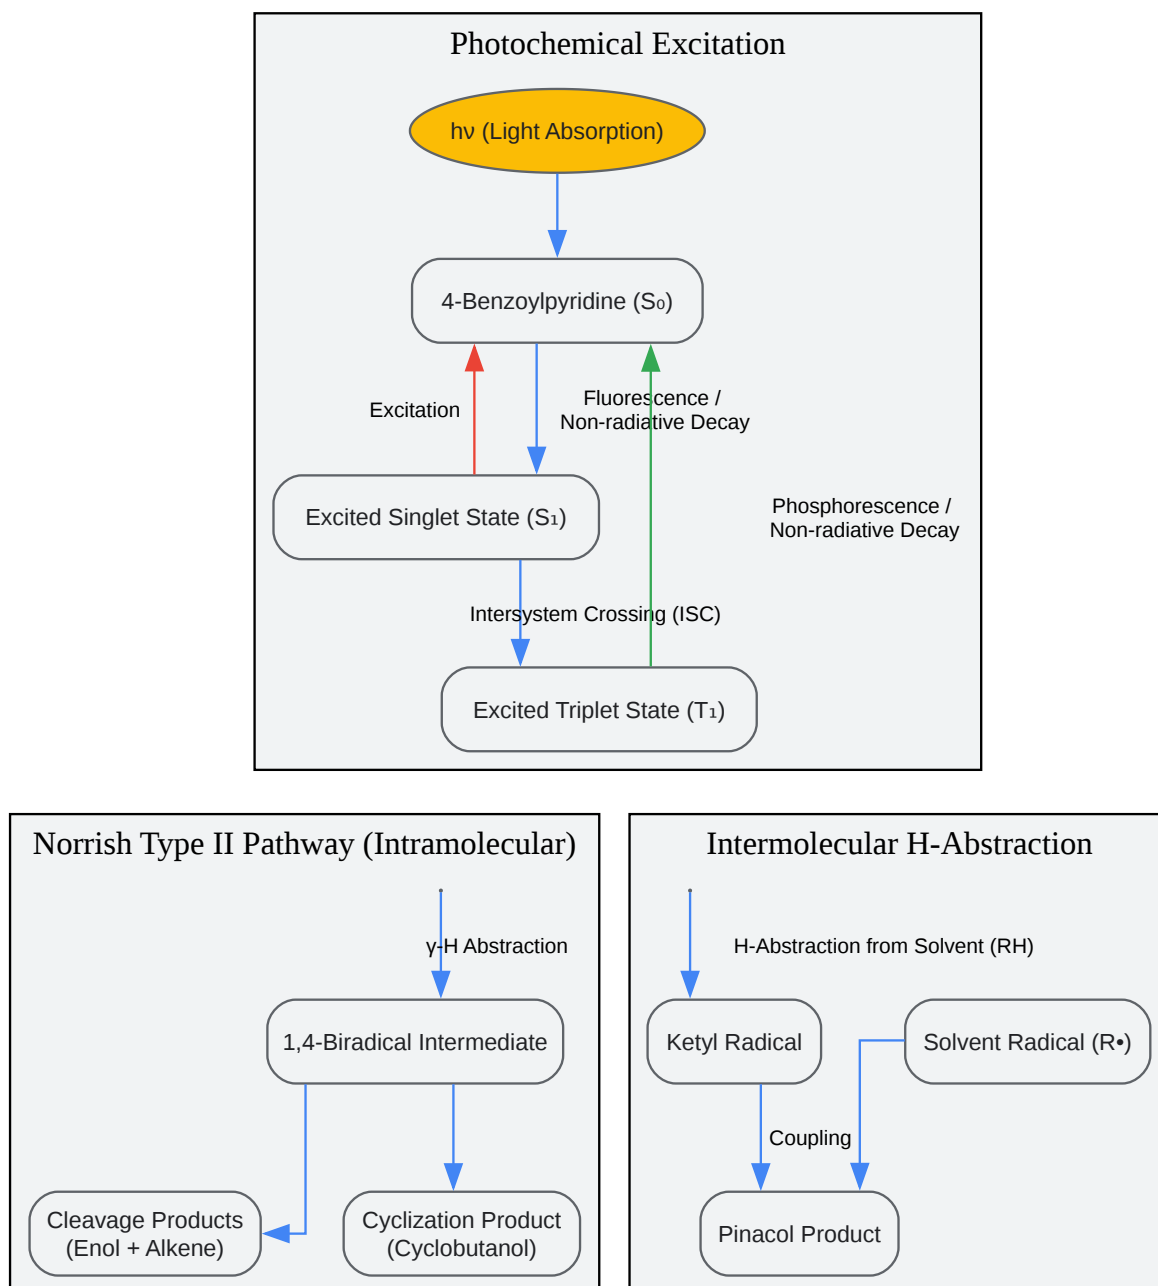 Photochemical Excitation
hν (Light Absorption)
4-Benzoylpyridine (S₀)
Excitation
Fluorescence /
Non-radiative Decay
Excited Singlet State (S₁)
Phosphorescence /
Non-radiative Decay
Intersystem Crossing (ISC)
Excited Triplet State (T₁)
Norrish Type II Pathway (Intramolecular)
γ-H Abstraction
1,4-Biradical Intermediate
Cleavage Products
(Enol + Alkene)
Cyclization Product
(Cyclobutanol)
Intermolecular H-Abstraction
H-Abstraction from Solvent (RH)
Ketyl Radical
Solvent Radical (R•)
Coupling
Pinacol Product